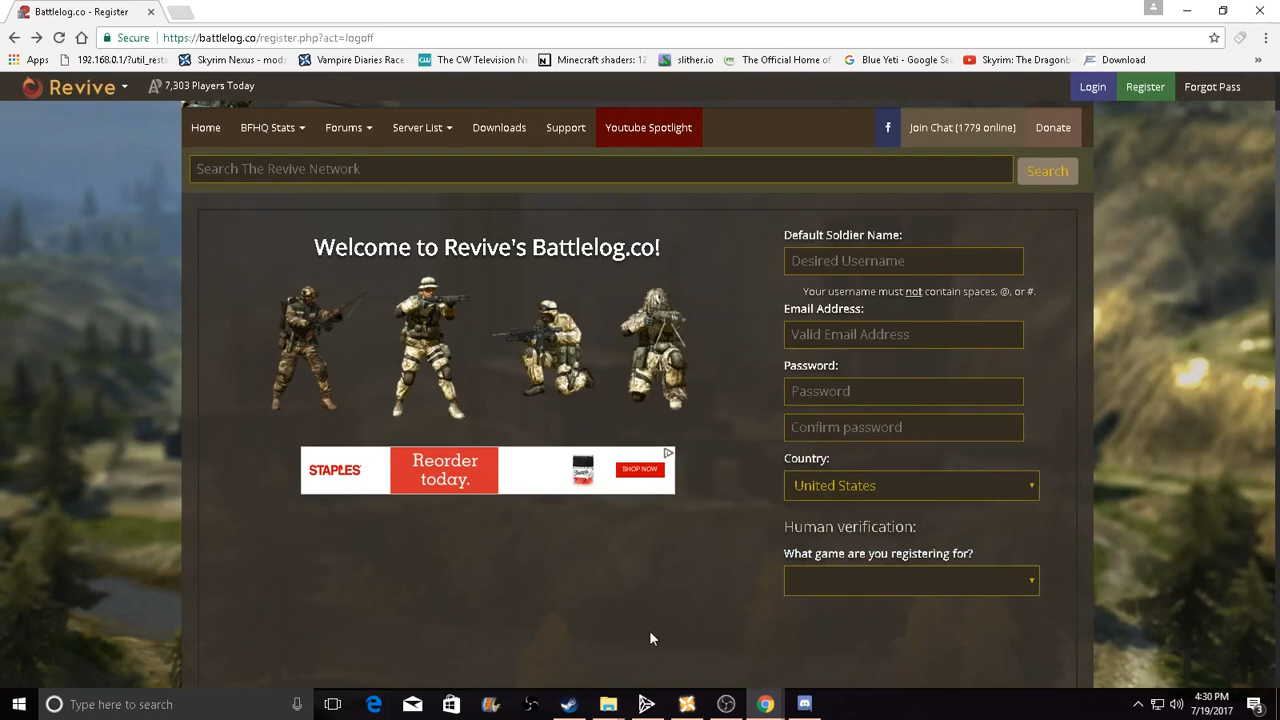 Battlelog.co - Register
Secure https://battlelog.co/register.php?act=logoff
Apps 192.168.0.1/?util_rest Skyrim Nexus - mods Vampire Diaries Race The CW Television N Minecraft shaders: 12 slither.io The Official Home of Blue Yeti - Google Se Skyrim: The Dragonb Download »
Revive 7,303 Players Today Login Register Forgot Pass
Home BFHQ Stats Forums Server List Downloads Support Youtube Spotlight f Join Chat (1779 online) Donate
Search The Revive Network Search
Welcome to Revive's Battlelog.co!
Default Soldier Name:
Desired Username
Your username must not contain spaces, @, or #.
Email Address:
Valid Email Address
Password:
Password
Confirm password
STAPLES Reorder today. SHOP NOW
Country:
United States
Human verification:
What game are you registering for?
Type here to search
4:30 PM
7/19/2017
3